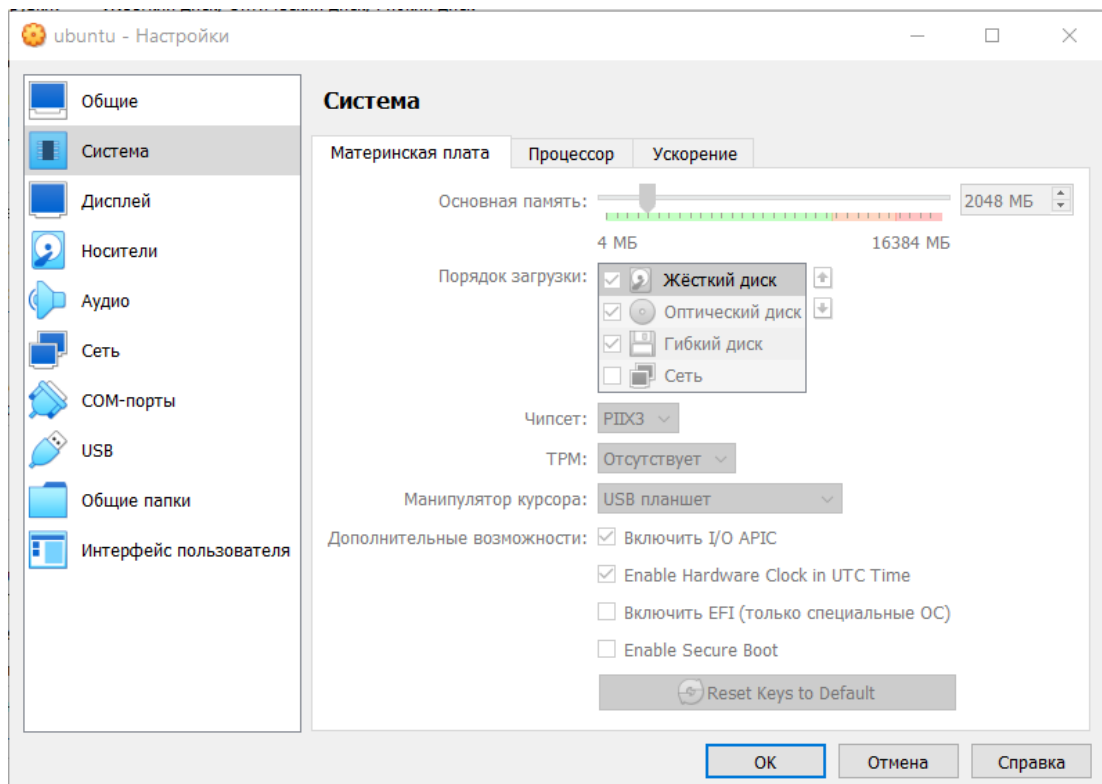 ubuntu - Настройки
Общие
Система
Дисплей
Носители
Аудио
Сеть
COM-порты
USB
Общие папки
Интерфейс пользователя
Система
Материнская плата Процессор Ускорение
Основная память: 2048 МБ
4 МБ 16384 МБ
Порядок загрузки: Жёсткий диск
Оптический диск
Гибкий диск
Сеть
Чипсет: PIIX3
TPM: Отсутствует
Манипулятор курсора: USB планшет
Дополнительные возможности: Включить I/O APIC
Enable Hardware Clock in UTC Time
Включить EFI (только специальные ОС)
Enable Secure Boot
Reset Keys to Default
OK Отмена Справка